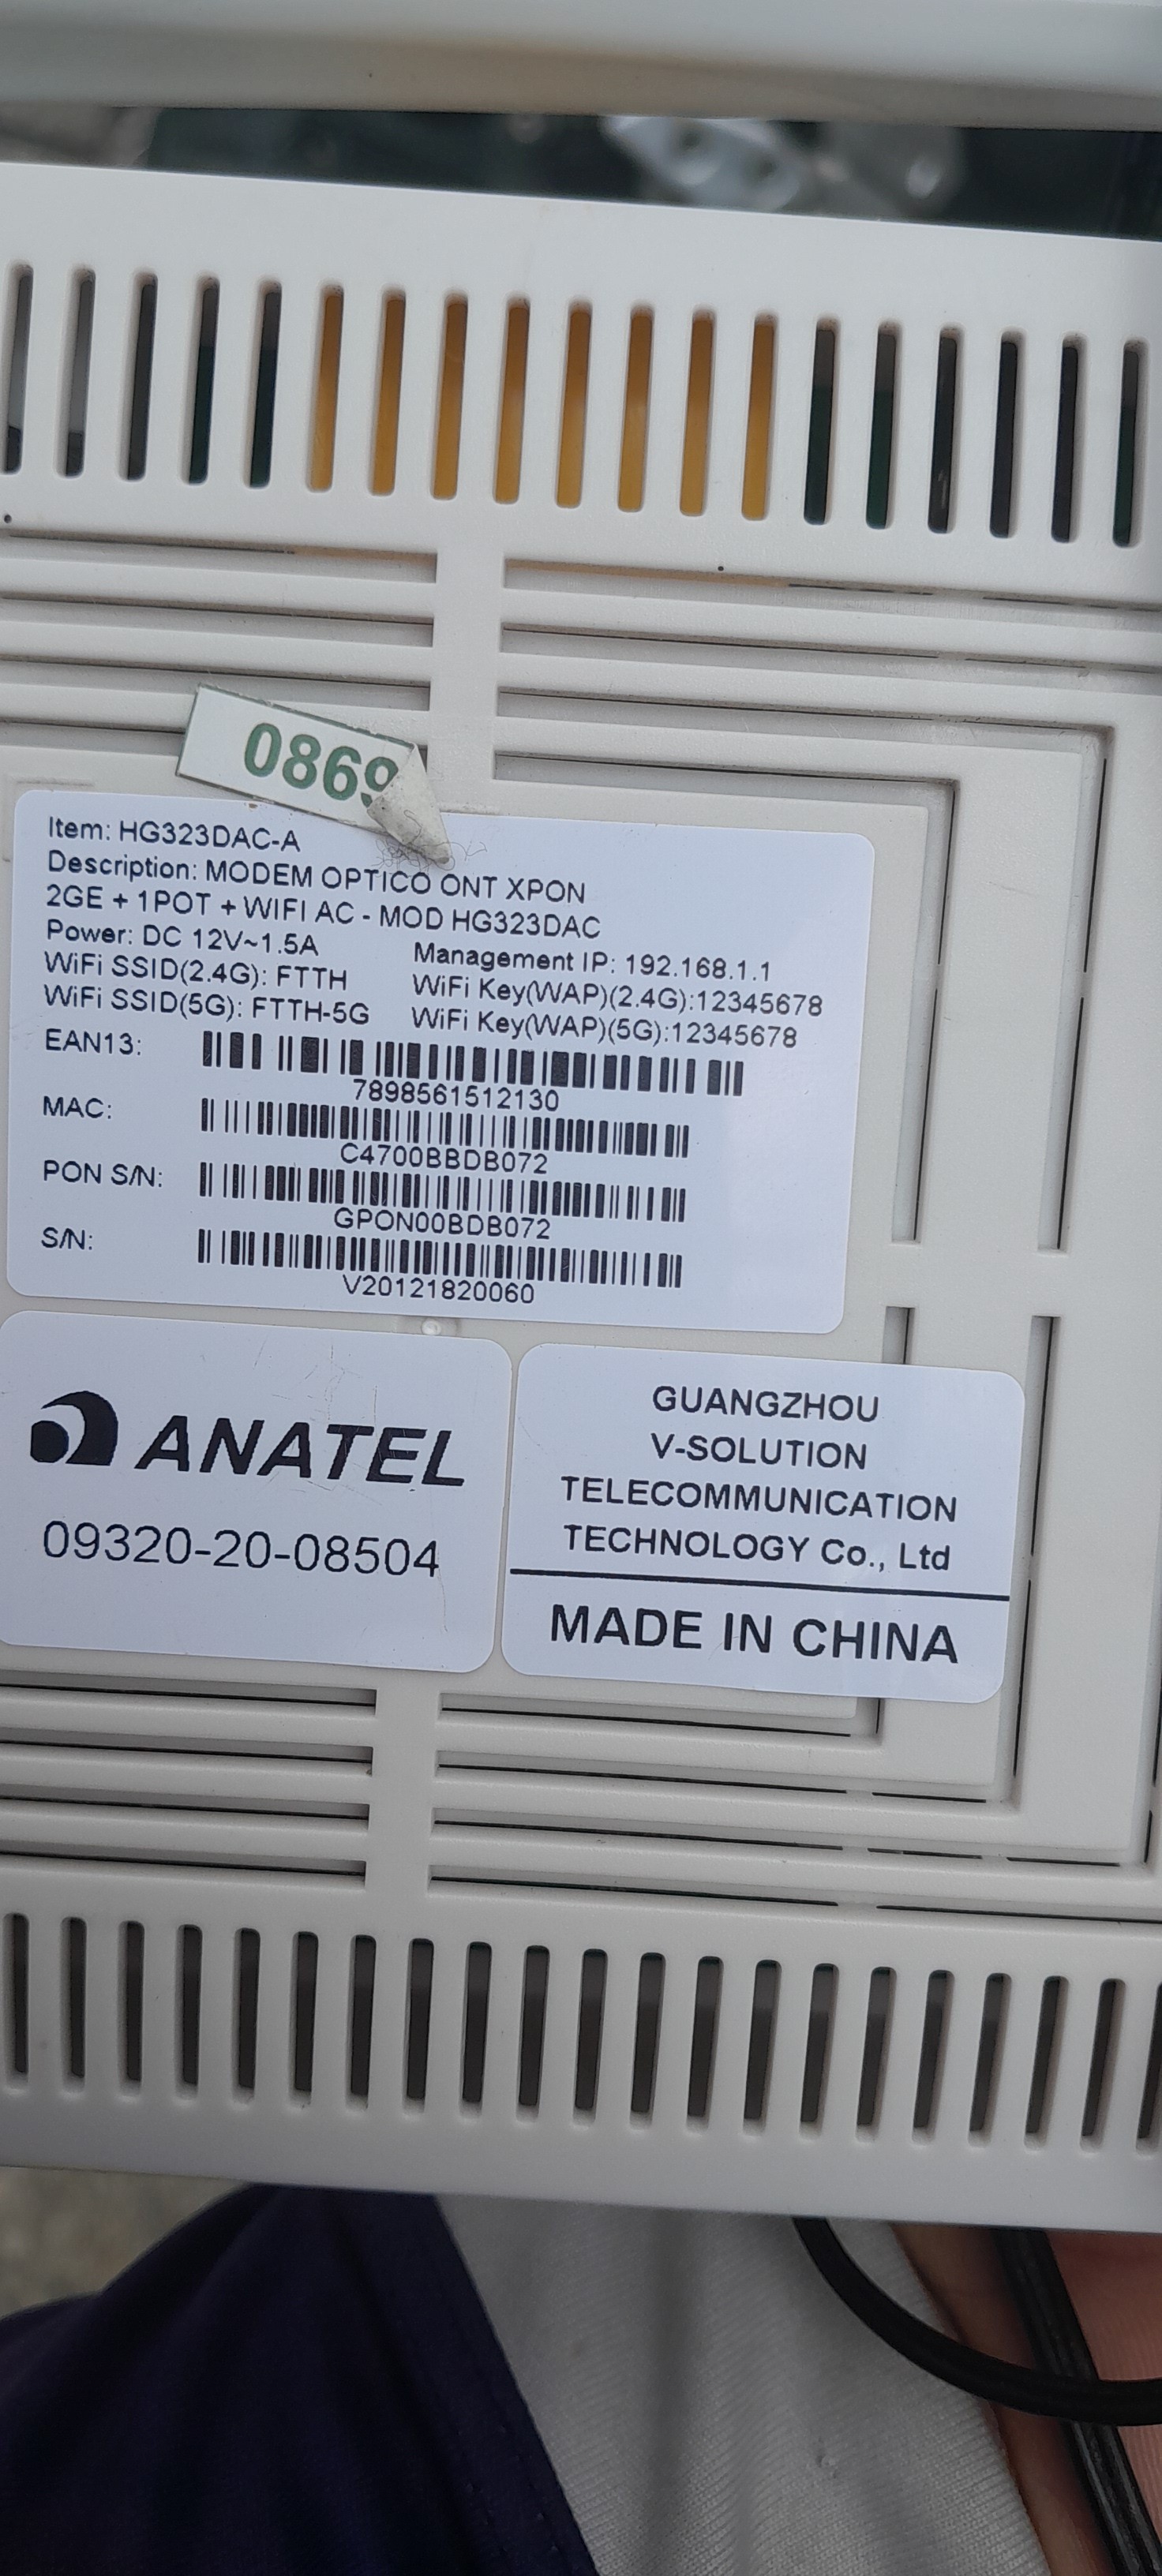 0869
Item: HG323DAC-A
Description: MODEM OPTICO ONT XPON
2GE + 1POT + WIFI AC - MOD HG323DAC
Power: DC 12V~1.5A
Management IP: 192.168.1.1
WiFi SSID(2.4G): FTTH
WiFi Key(WAP)(2.4G):12345678
WiFi SSID(5G): FTTH-5G
WiFi Key(WAP)(5G):12345678
EAN13:
7898561512130
MAC:
C4700BBDB072
PON S/N:
GPON00BDB072
S/N:
V20121820060
ANATEL
09320-20-08504
GUANGZHOU
V-SOLUTION
TELECOMMUNICATION
TECHNOLOGY Co., Ltd
MADE IN CHINA